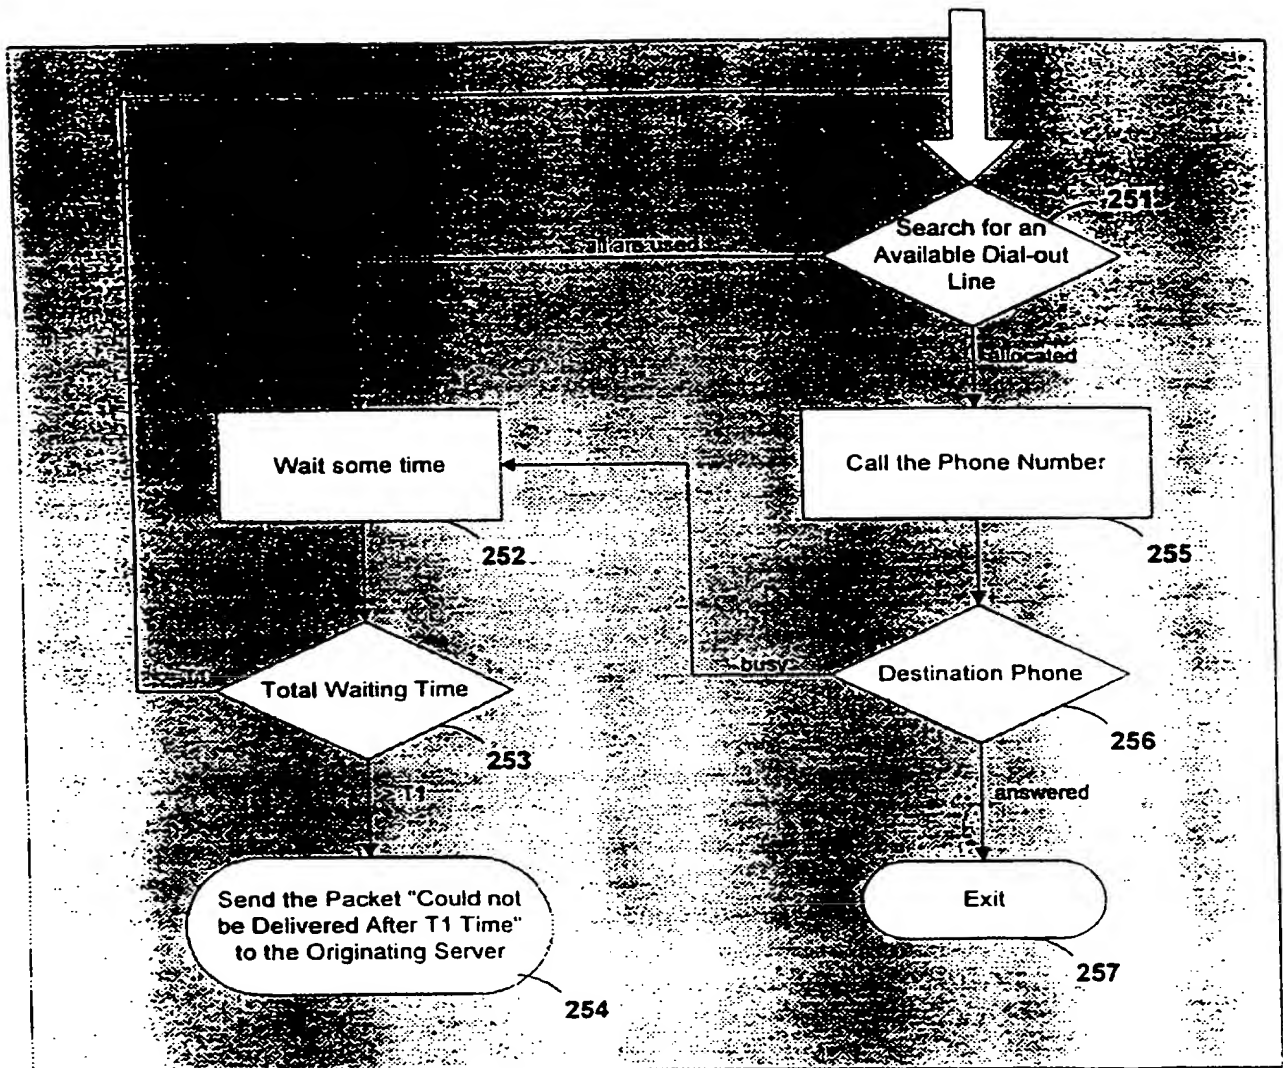 251
Search for an
Available Dial-out
Line
all are used
allocated
Wait some time
Call the Phone Number
252
255
Total Waiting Time
busy
Destination Phone
253
256
> T1
answered
Send the Packet "Could not
be Delivered After T1 Time"
to the Originating Server
Exit
254
257